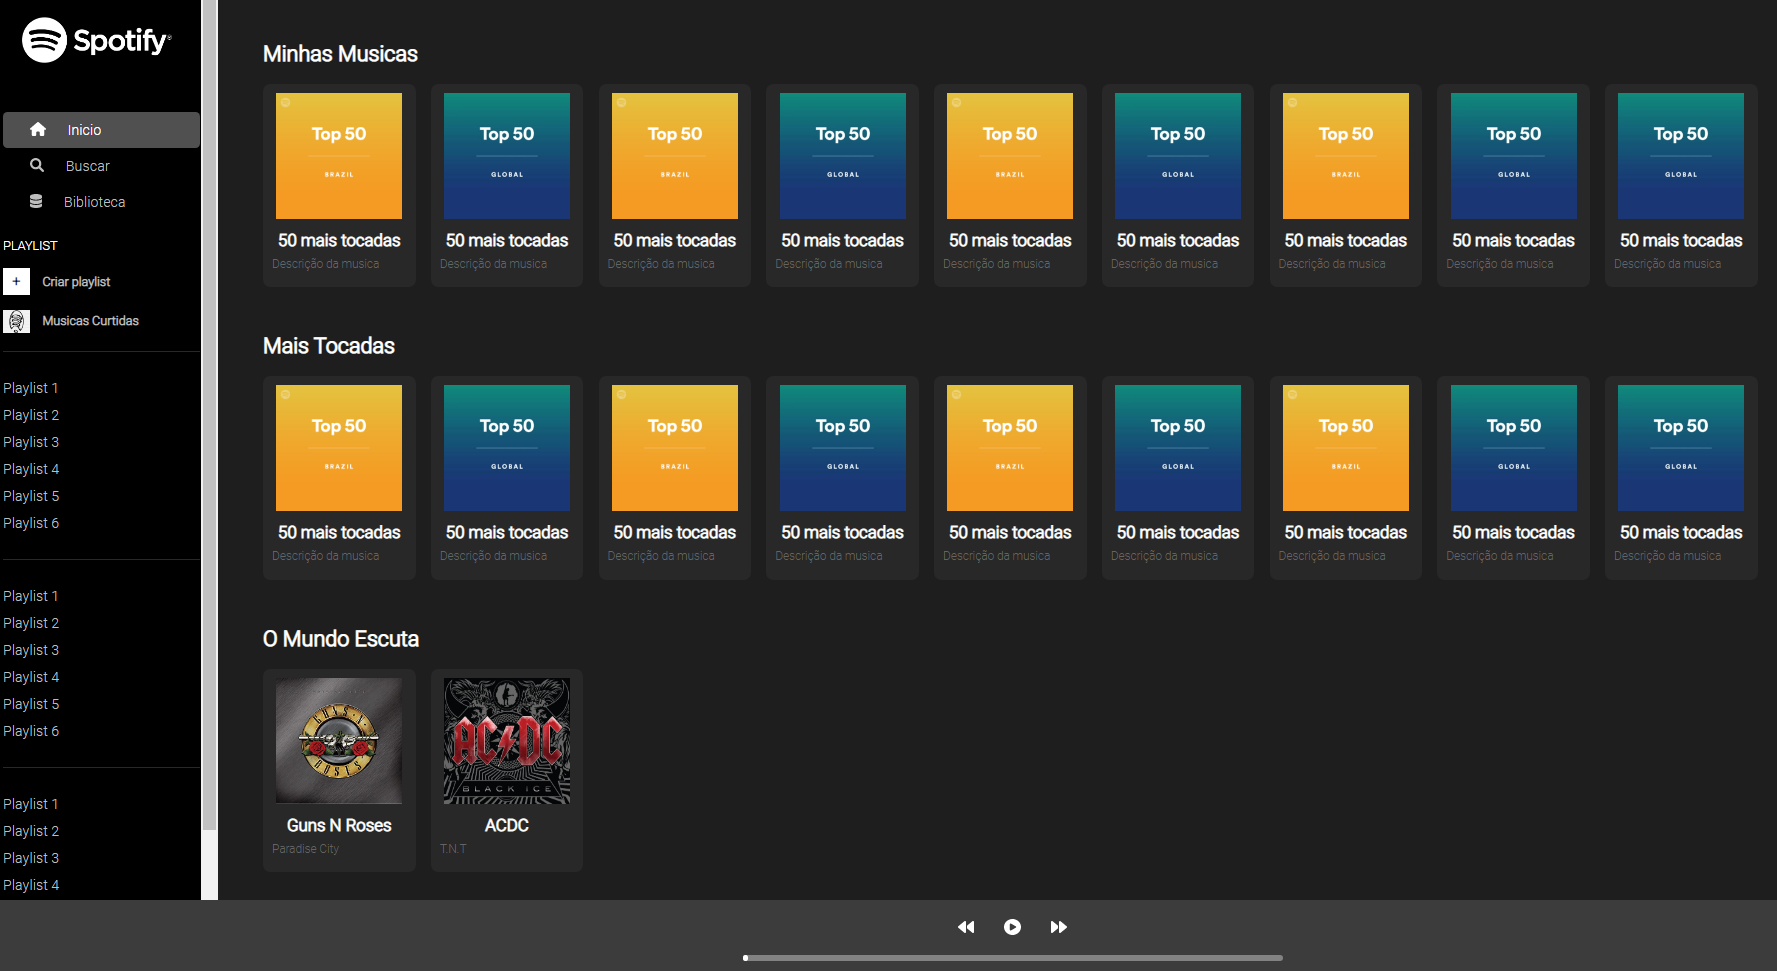 Spotify®
Inicio
Buscar
Biblioteca
PLAYLIST
+ Criar playlist
Musicas Curtidas
Playlist 1
Playlist 2
Playlist 3
Playlist 4
Playlist 5
Playlist 6
Playlist 1
Playlist 2
Playlist 3
Playlist 4
Playlist 5
Playlist 6
Playlist 1
Playlist 2
Playlist 3
Playlist 4
Minhas Musicas
Top 50 Top 50 Top 50 Top 50 Top 50 Top 50 Top 50 Top 50 Top 50
BRAZIL GLOBAL BRAZIL GLOBAL BRAZIL GLOBAL BRAZIL GLOBAL GLOBAL
50 mais tocadas 50 mais tocadas 50 mais tocadas 50 mais tocadas 50 mais tocadas 50 mais tocadas 50 mais tocadas 50 mais tocadas 50 mais tocadas
Descrição da musica Descrição da musica Descrição da musica Descrição da musica Descrição da musica Descrição da musica Descrição da musica Descrição da musica Descrição da musica
Mais Tocadas
Top 50 Top 50 Top 50 Top 50 Top 50 Top 50 Top 50 Top 50 Top 50
BRAZIL GLOBAL BRAZIL GLOBAL BRAZIL GLOBAL BRAZIL GLOBAL GLOBAL
50 mais tocadas 50 mais tocadas 50 mais tocadas 50 mais tocadas 50 mais tocadas 50 mais tocadas 50 mais tocadas 50 mais tocadas 50 mais tocadas
Descrição da musica Descrição da musica Descrição da musica Descrição da musica Descrição da musica Descrição da musica Descrição da musica Descrição da musica Descrição da musica
O Mundo Escuta
GUNS N' ROSES
AC DC
BLACK ICE
Guns N Roses ACDC
Paradise City T.N.T